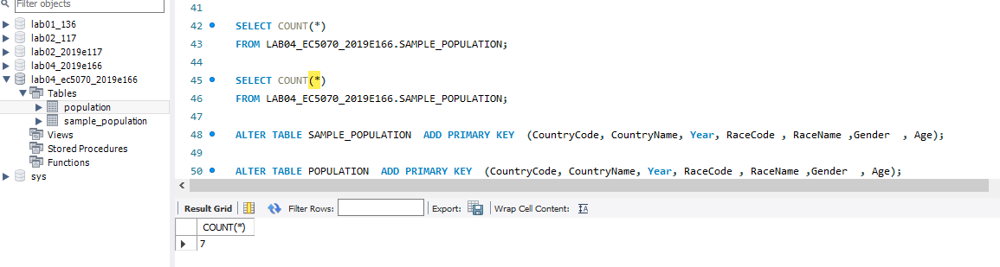 Filter objects
lab01_136
lab02_117
lab02_2019e117
lab04_2019e166
lab04_ec5070_2019e166
Tables
population
sample_population
Views
Stored Procedures
Functions
sys
41
42 SELECT COUNT(*)
43 FROM LAB04_EC5070_2019E166.SAMPLE_POPULATION;
44
45 SELECT COUNT(*)
46 FROM LAB04_EC5070_2019E166.SAMPLE_POPULATION;
47
48 ALTER TABLE SAMPLE_POPULATION  ADD PRIMARY KEY  (CountryCode, CountryName, Year, RaceCode , RaceName ,Gender  , Age);
49
50 ALTER TABLE POPULATION  ADD PRIMARY KEY  (CountryCode, CountryName, Year, RaceCode , RaceName ,Gender  , Age);
Result Grid Filter Rows: Export: Wrap Cell Content: IA
COUNT(*)
7